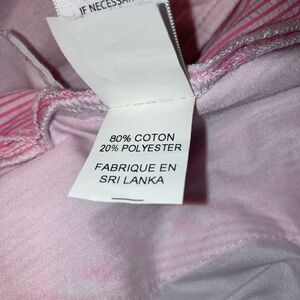 IF NECESSARY
80% COTON
20% POLYESTER
FABRIQUE EN
SRI LANKA